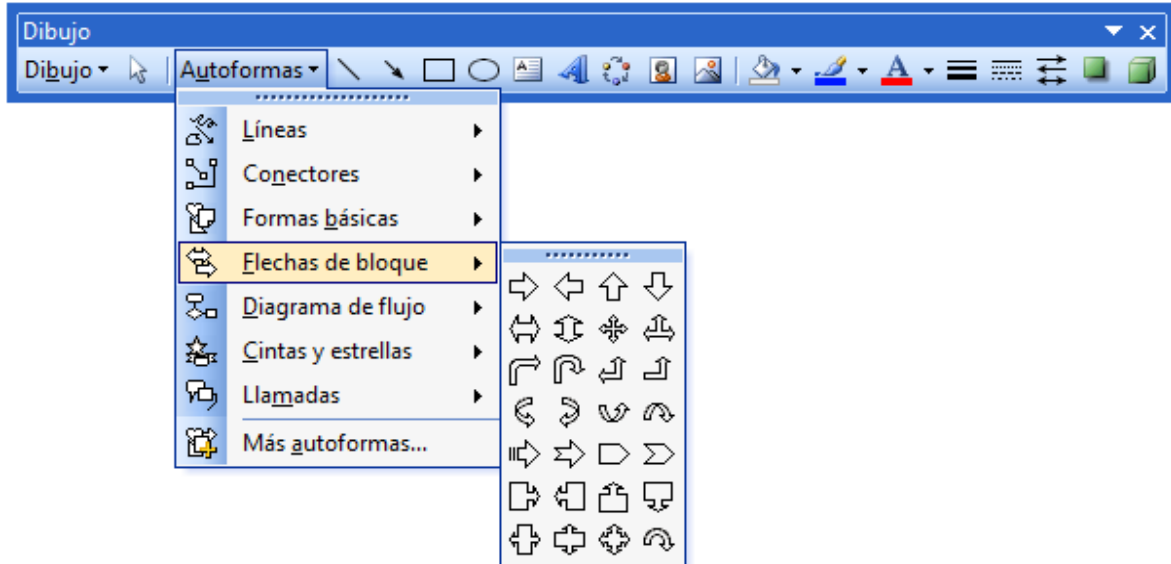 Dibujo
Dibujo Autoformas A
Líneas
Conectores
Formas básicas
Flechas de bloque
Diagrama de flujo
Cintas y estrellas
Llamadas
Más autoformas...